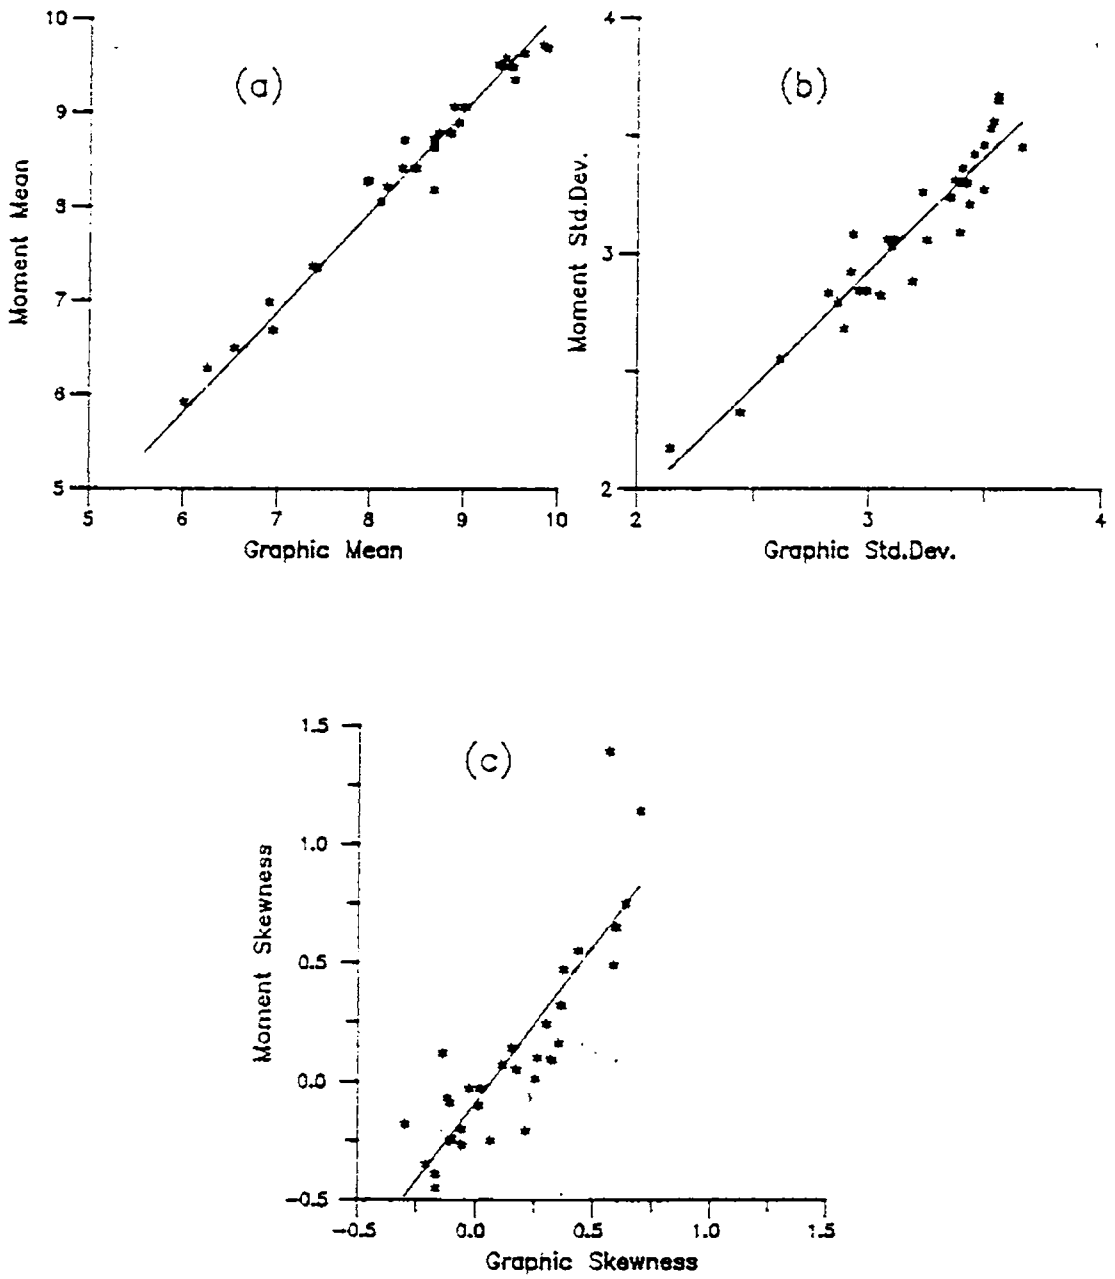 (a)
10
9
8
7
6
5
Moment Mean
5 6 7 8 9 10
Graphic Mean
(b)
4
3
2
Moment Std.Dev.
2 3 4
Graphic Std.Dev.
(c)
1.5
1.0
0.5
0.0
-0.5
Moment Skewness
-0.5 0.0 0.5 1.0 1.5
Graphic Skewness